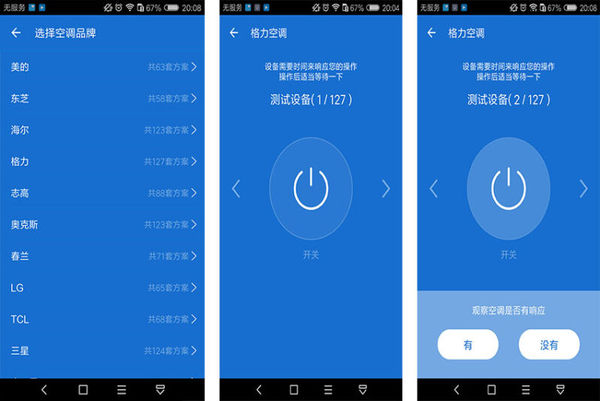 无服务 67% 20:08
选择空调品牌
美的 共63套方案
东芝 共58套方案
海尔 共123套方案
格力 共127套方案
志高 共88套方案
奥克斯 共123套方案
春兰 共71套方案
LG 共65套方案
TCL 共68套方案
三星 共124套方案
无服务 67% 20:04
格力空调
设备需要时间来响应您的操作
操作后适当等待一下
测试设备(1/127)
开关
无服务 67% 20:08
格力空调
设备需要时间来响应您的操作
操作后适当等待一下
测试设备(2/127)
开关
观察空调是否有响应
有 没有